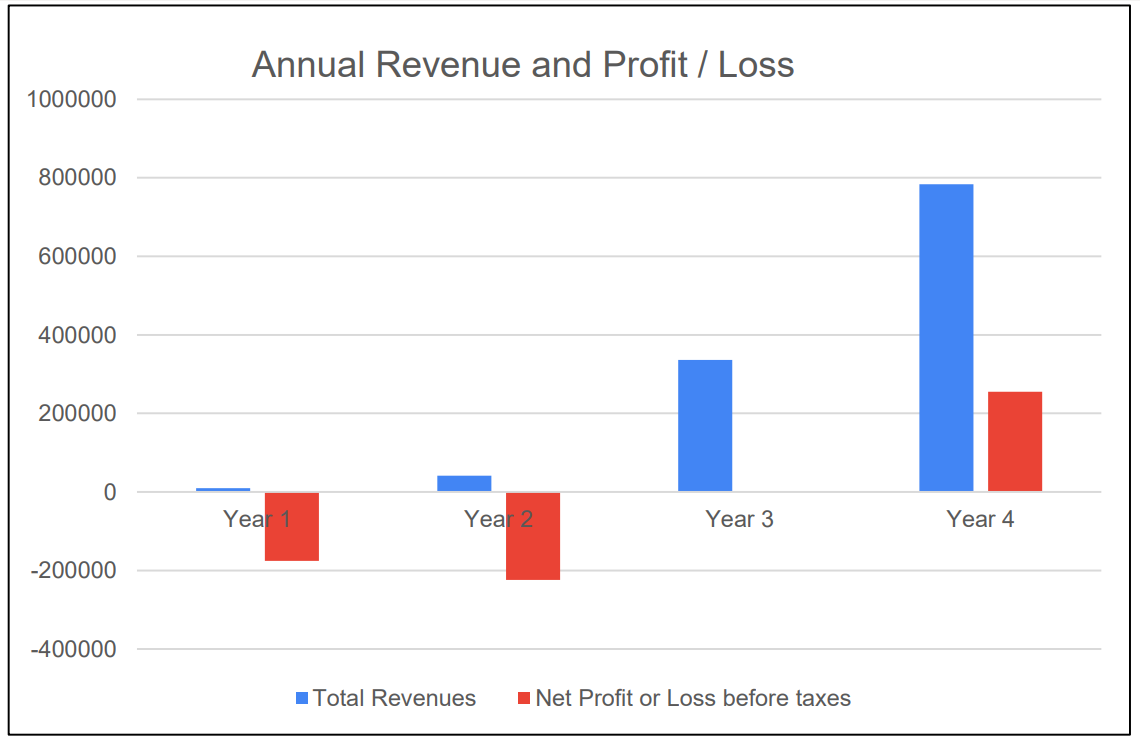 Annual Revenue and Profit / Loss
1000000
800000
600000
400000
200000
0
Year 1 Year 2 Year 3 Year 4
-200000
-400000
Total Revenues Net Profit or Loss before taxes